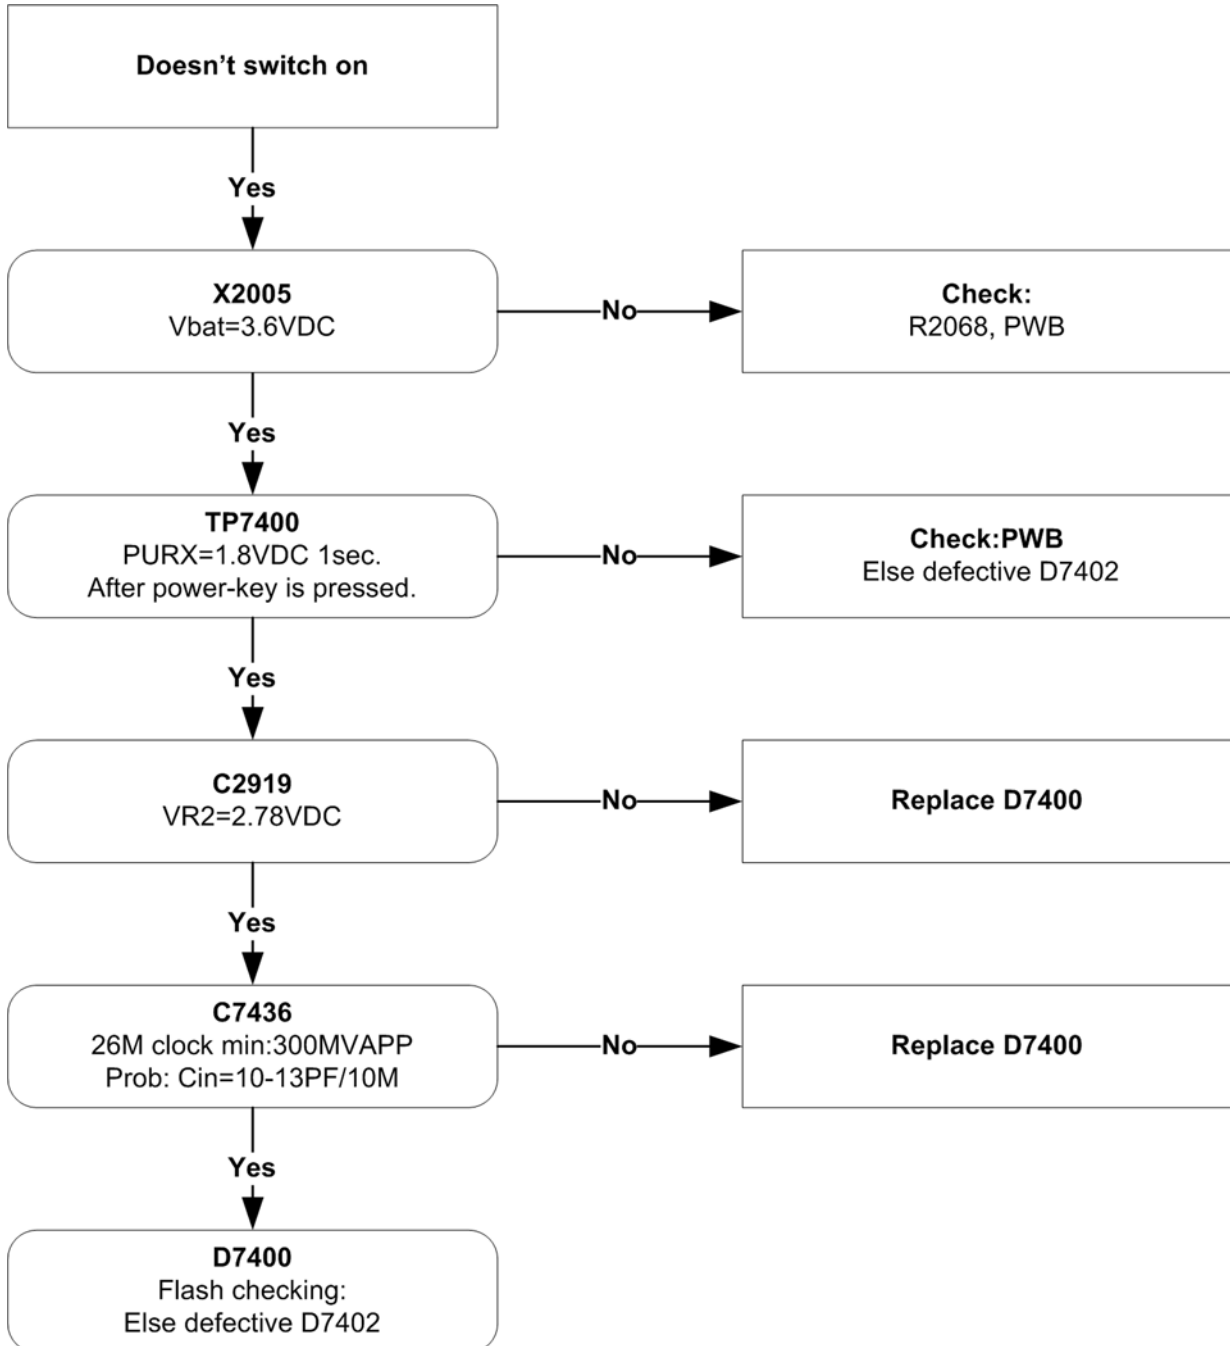 Doesn't switch on
Yes
X2005
Vbat=3.6VDC
No
Check:
R2068, PWB
Yes
TP7400
PURX=1.8VDC 1sec.
After power-key is pressed.
No
Check:PWB
Else defective D7402
Yes
C2919
VR2=2.78VDC
No
Replace D7400
Yes
C7436
26M clock min:300MVAPP
Prob: Cin=10-13PF/10M
No
Replace D7400
Yes
D7400
Flash checking:
Else defective D7402